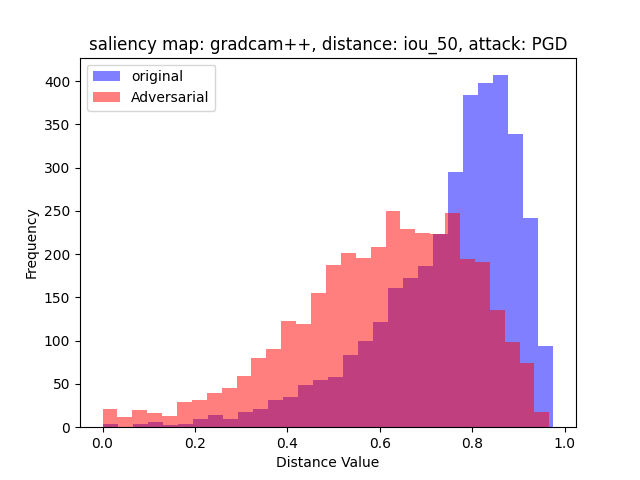 saliency map: gradcam++, distance: iou_50, attack: PGD
original
Adversarial
400
350
300
250
200
150
100
50
0
Frequency
0.0 0.2 0.4 0.6 0.8 1.0
Distance Value